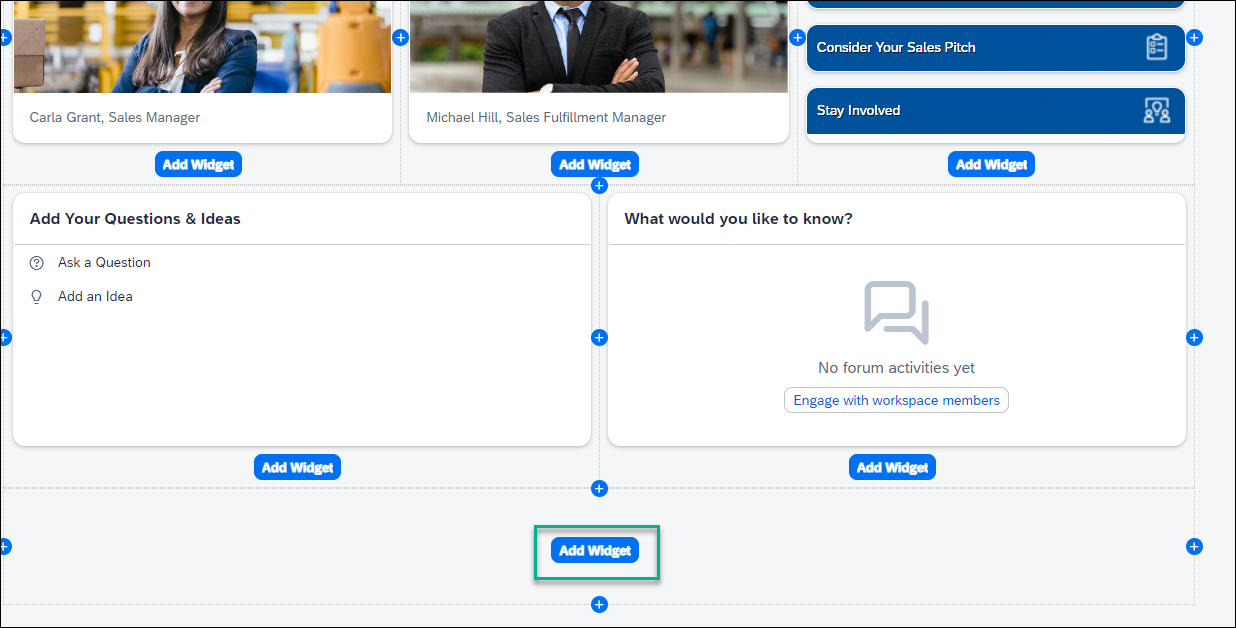 Consider Your Sales Pitch
Stay Involved
Carla Grant, Sales Manager
Michael Hill, Sales Fulfillment Manager
Add Widget
Add Widget
Add Widget
Add Your Questions & Ideas
Ask a Question
Add an Idea
What would you like to know?
No forum activities yet
Engage with workspace members
Add Widget
Add Widget
Add Widget